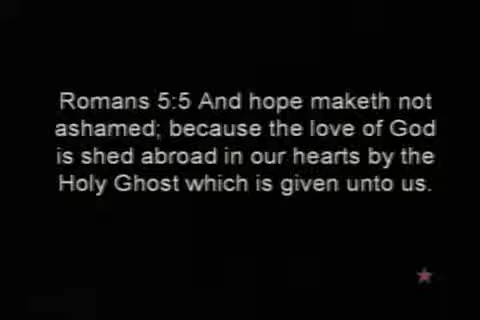 Romans 5:5 And hope maketh not
ashamed; because the love of God
is shed abroad in our hearts by the
Holy Ghost which is given unto us.